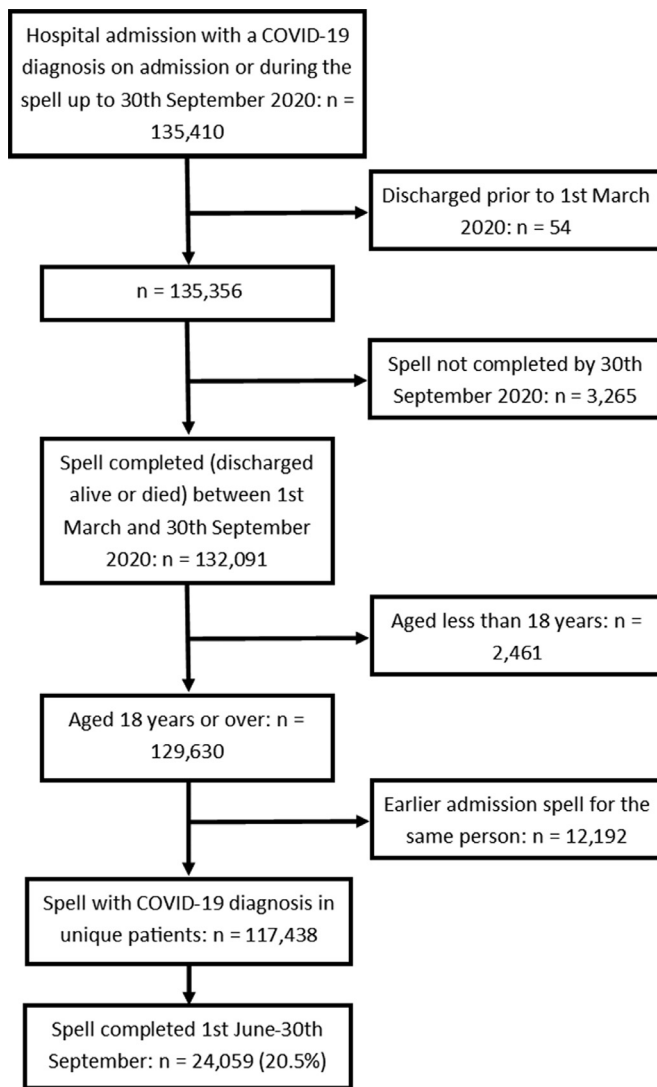 Hospital admission with a COVID-19
diagnosis on admission or during the
spell up to 30th September 2020: n =
135,410
Discharged prior to 1st March
2020: n = 54
n = 135,356
Spell not completed by 30th
September 2020: n = 3,265
Spell completed (discharged
alive or died) between 1st
March and 30th September
2020: n = 132,091
Aged less than 18 years: n =
2,461
Aged 18 years or over: n =
129,630
Earlier admission spell for the
same person: n = 12,192
Spell with COVID-19 diagnosis in
unique patients: n = 117,438
Spell completed 1st June-30th
September: n = 24,059 (20.5%)